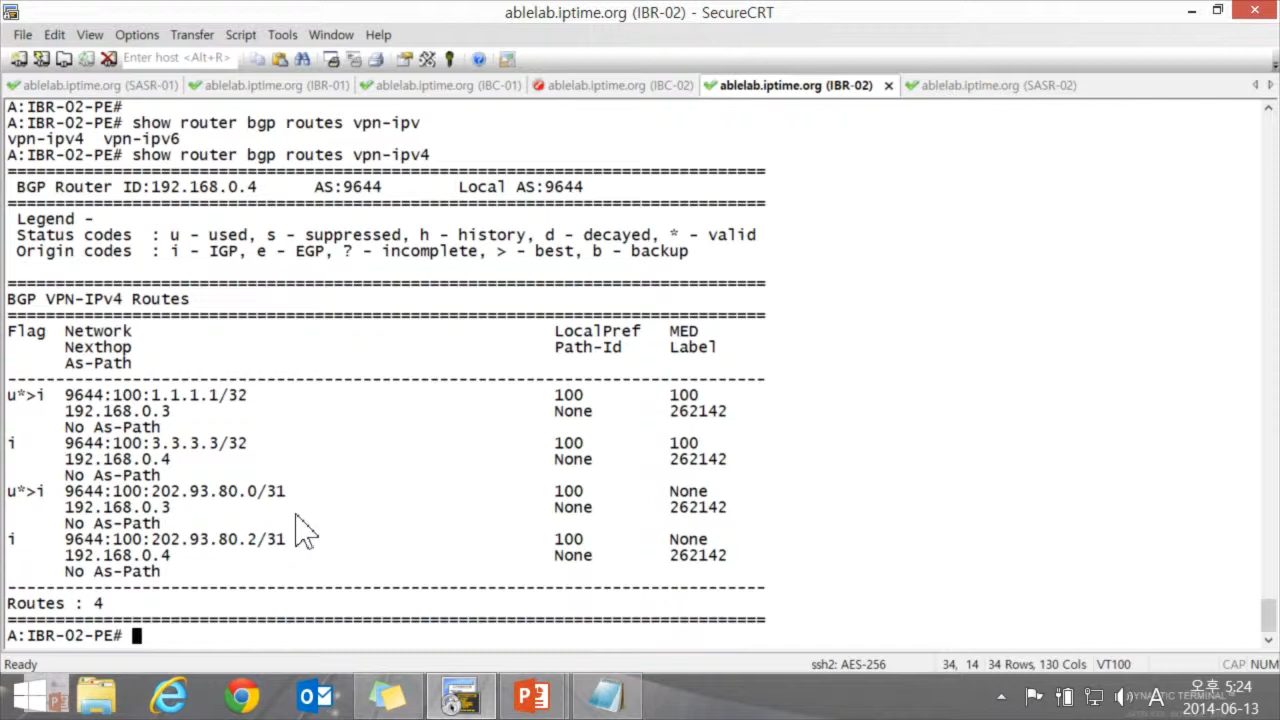 ablelab.iptime.org (IBR-02) - SecureCRT
File Edit View Options Transfer Script Tools Window Help
Enter host <Alt+R>
ablelab.iptime.org (SASR-01) ablelab.iptime.org (IBR-01) ablelab.iptime.org (IBC-01) ablelab.iptime.org (IBC-02) ablelab.iptime.org (IBR-02) ablelab.iptime.org (SASR-02)
A:IBR-02-PE#
A:IBR-02-PE# show router bgp routes vpn-ipv
vpn-ipv4  vpn-ipv6
A:IBR-02-PE# show router bgp routes vpn-ipv4
===============================================================================
BGP Router ID:192.168.0.4      AS:9644        Local AS:9644
===============================================================================
Legend -
Status codes  : u - used, s - suppressed, h - history, d - decayed, * - valid
Origin codes  : i - IGP, e - EGP, ? - incomplete, > - best, b - backup
===============================================================================
BGP VPN-IPv4 Routes
===============================================================================
Flag  Network                                            LocalPref   MED
Nexthop                                            Path-Id     Label
As-Path
-------------------------------------------------------------------------------
u*>i  9644:100:1.1.1.1/32                                100         100
192.168.0.3                                        None        262142
No As-Path
i     9644:100:3.3.3.3/32                                100         100
192.168.0.4                                        None        262142
No As-Path
u*>i  9644:100:202.93.80.0/31                            100         None
192.168.0.3                                        None        262142
No As-Path
i     9644:100:202.93.80.2/31                            100         None
192.168.0.4                                        None        262142
No As-Path
-------------------------------------------------------------------------------
Routes : 4
===============================================================================
A:IBR-02-PE#
Ready ssh2: AES-256 34, 14 34 Rows, 130 Cols VT100 CAP NUM
A 오후 5:24
2014-06-13